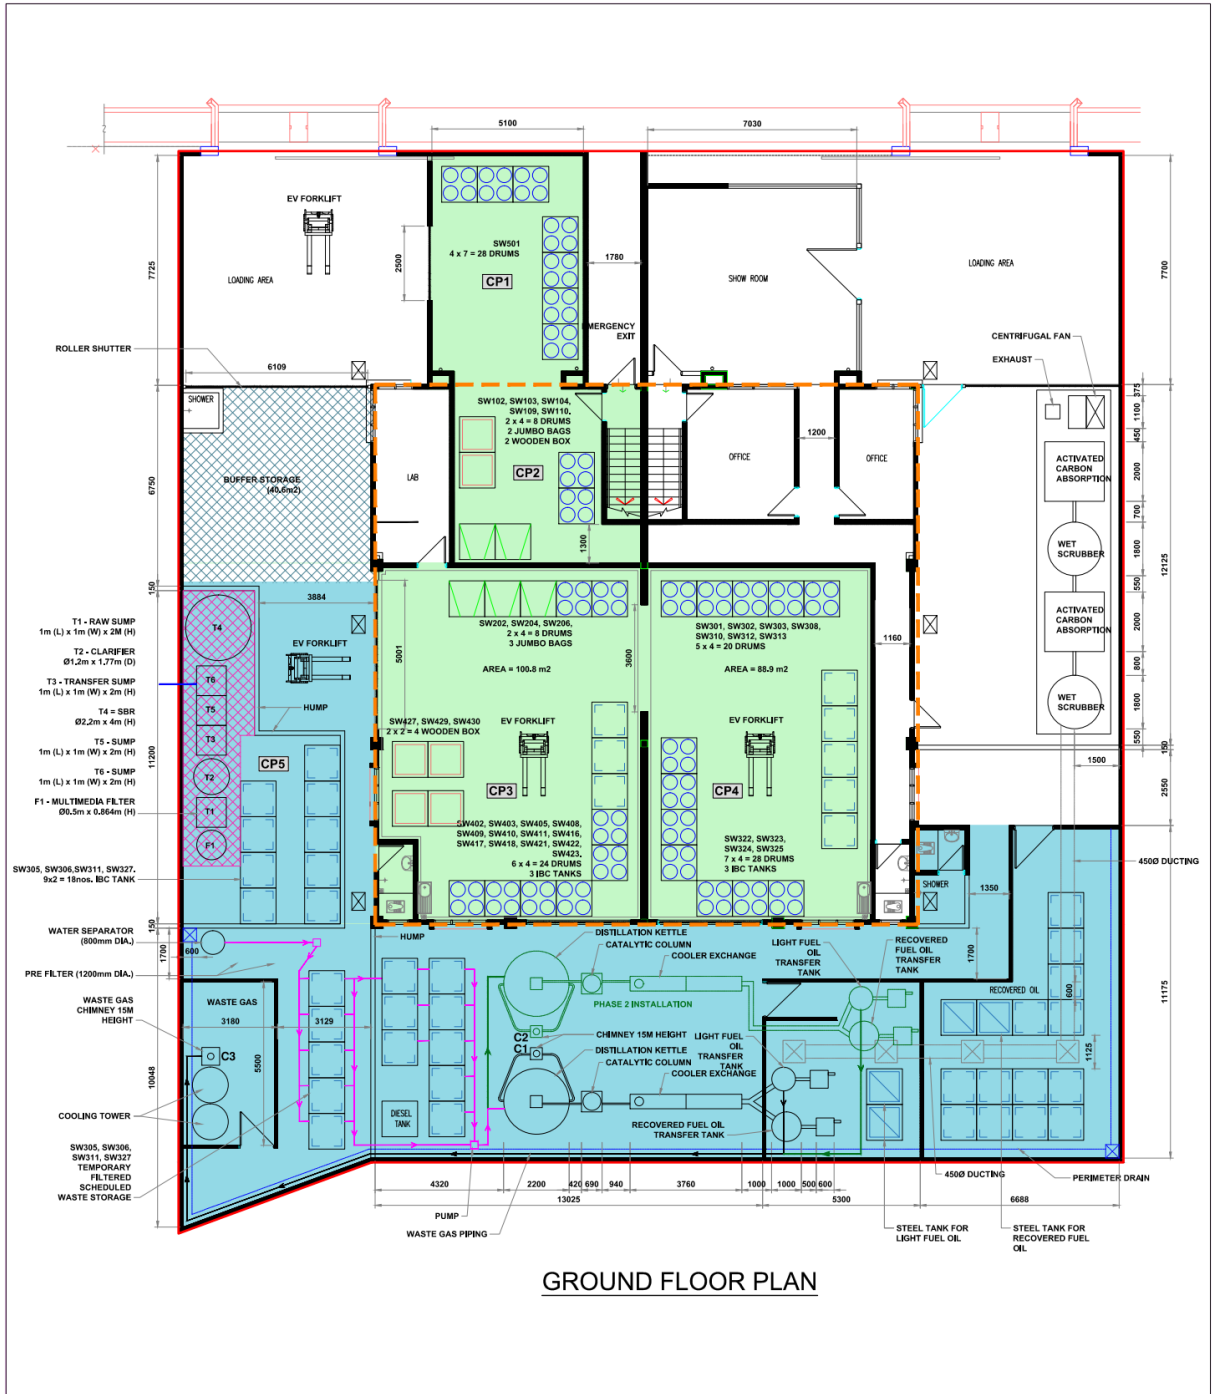 5100
7030
EV FORKLIFT
SW501
4 x 7 = 28 DRUMS
CP1
2500
1780
7725
7700
LOADING AREA
SHOW ROOM
LOADING AREA
EMERGENCY
EXIT
CENTRIFUGAL FAN
EXHAUST
ROLLER SHUTTER
6109
SHOWER
375
1100
450
2000
700
1800
550
2000
800
1800
550
150
2550
12125
SW102, SW103, SW104,
SW109, SW110,
2 x 4 = 8 DRUMS
2 JUMBO BAGS
2 WOODEN BOX
CP2
LAB
1200
OFFICE
OFFICE
ACTIVATED
CARBON
ABSORPTION
6750
BUFFER STORAGE
(40.6m2)
1300
WET
SCRUBBER
150
3884
T4
T1 - RAW SUMP
1m (L) x 1m (W) x 2M (H)
T2 - CLARIFIER
Ø1,2m x 1,77m (D)
T3 - TRANSFER SUMP
1m (L) x 1m (W) x 2m (H)
T4 = SBR
Ø2,2m x 4m (H)
T5 - SUMP
1m (L) x 1m (W) x 2m (H)
T6 - SUMP
1m (L) x 1m (W) x 2m (H)
F1 - MULTIMEDIA FILTER
Ø0.5m x 0.864m (H)
EV FORKLIFT
T6
T5
T3
T2
T1
F1
HUMP
CP5
11200
5001
SW202, SW204, SW206,
2 x 4 = 8 DRUMS
3 JUMBO BAGS
AREA = 100.8 m2
3600
SW301, SW302, SW303, SW308,
SW310, SW312, SW313
5 x 4 = 20 DRUMS
AREA = 88.9 m2
1160
ACTIVATED
CARBON
ABSORPTION
WET
SCRUBBER
SW427, SW429, SW430
2 x 2 = 4 WOODEN BOX
EV FORKLIFT
EV FORKLIFT
CP3
CP4
1500
SW402, SW403, SW405, SW408,
SW409, SW410, SW411, SW416,
SW417, SW418, SW421, SW422,
SW423,
6 x 4 = 24 DRUMS
3 IBC TANKS
SW322, SW323,
SW324, SW325
7 x 4 = 28 DRUMS
3 IBC TANKS
SW305, SW306,SW311, SW327.
9x2 = 18nos. IBC TANK
450Ø DUCTING
SHOWER
1350
150
WATER SEPARATOR
(800mm DIA.)
600
1700
PRE FILTER (1200mm DIA.)
HUMP
DISTILLATION KETTLE
CATALYTIC COLUMN
COOLER EXCHANGE
LIGHT FUEL
OIL
TRANSFER
TANK
RECOVERED
FUEL OIL
TRANSFER
TANK
1700
11175
WASTE GAS
CHIMNEY 15M
HEIGHT
WASTE GAS
3180
3129
PHASE 2 INSTALLATION
RECOVERED OIL
600
C3
5500
C2
C1
CHIMNEY 15M HEIGHT
DISTILLATION KETTLE
CATALYTIC COLUMN
COOLER EXCHANGE
LIGHT FUEL
OIL
TRANSFER
TANK
1125
10048
COOLING TOWER
DIESEL
TANK
RECOVERED FUEL OIL
TRANSFER TANK
SW305, SW306,
SW311, SW327
TEMPORARY
FILTERED
SCHEDULED
WASTE STORAGE
450Ø DUCTING
PERIMETER DRAIN
4320
2200
420
690
940
3760
1000
1000
500
600
13025
5300
6688
PUMP
WASTE GAS PIPING
STEEL TANK FOR
LIGHT FUEL OIL
STEEL TANK FOR
RECOVERED FUEL
OIL
GROUND FLOOR PLAN